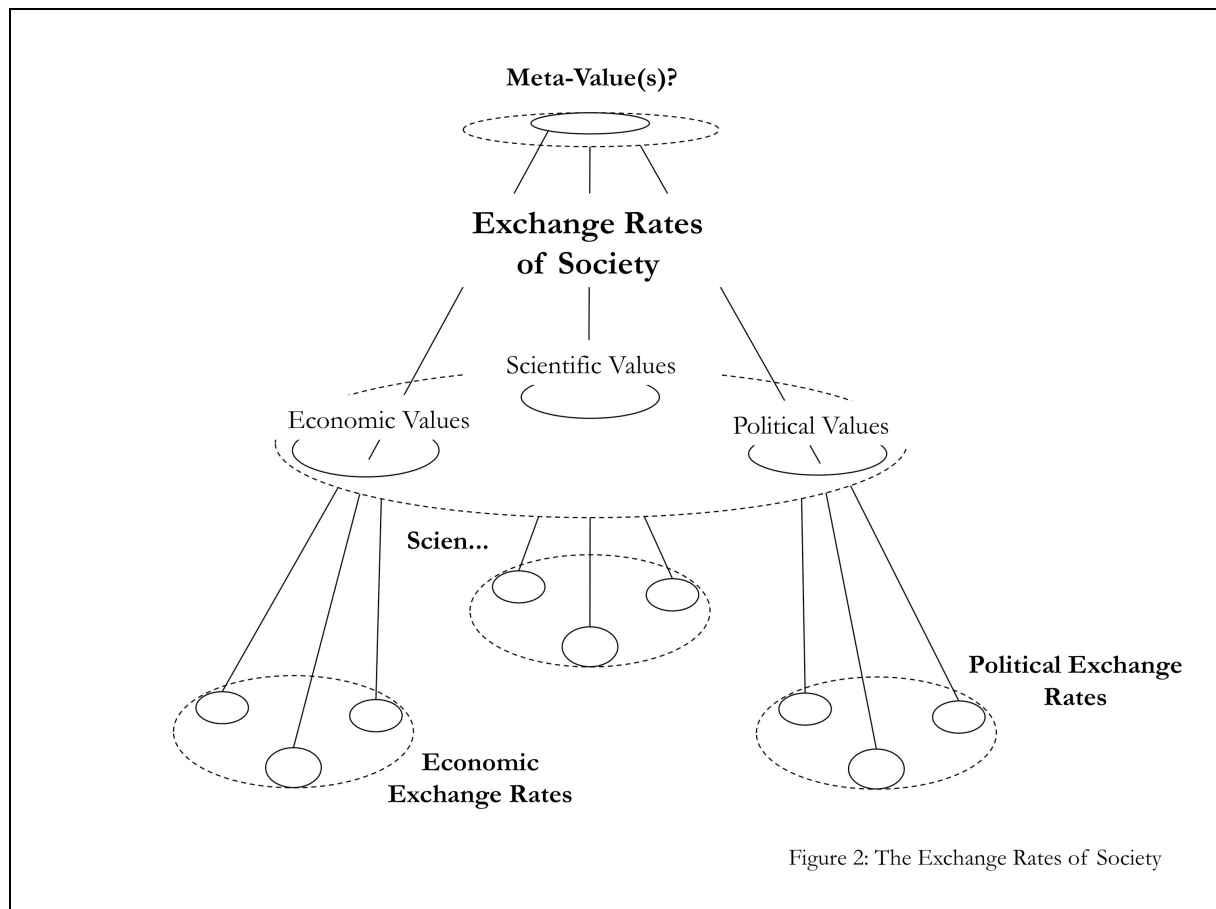 Meta-Value(s)?
Exchange Rates
of Society
Scientific Values
Economic Values
Political Values
Scien...
Political Exchange
Rates
Economic
Exchange Rates
Figure 2: The Exchange Rates of Society